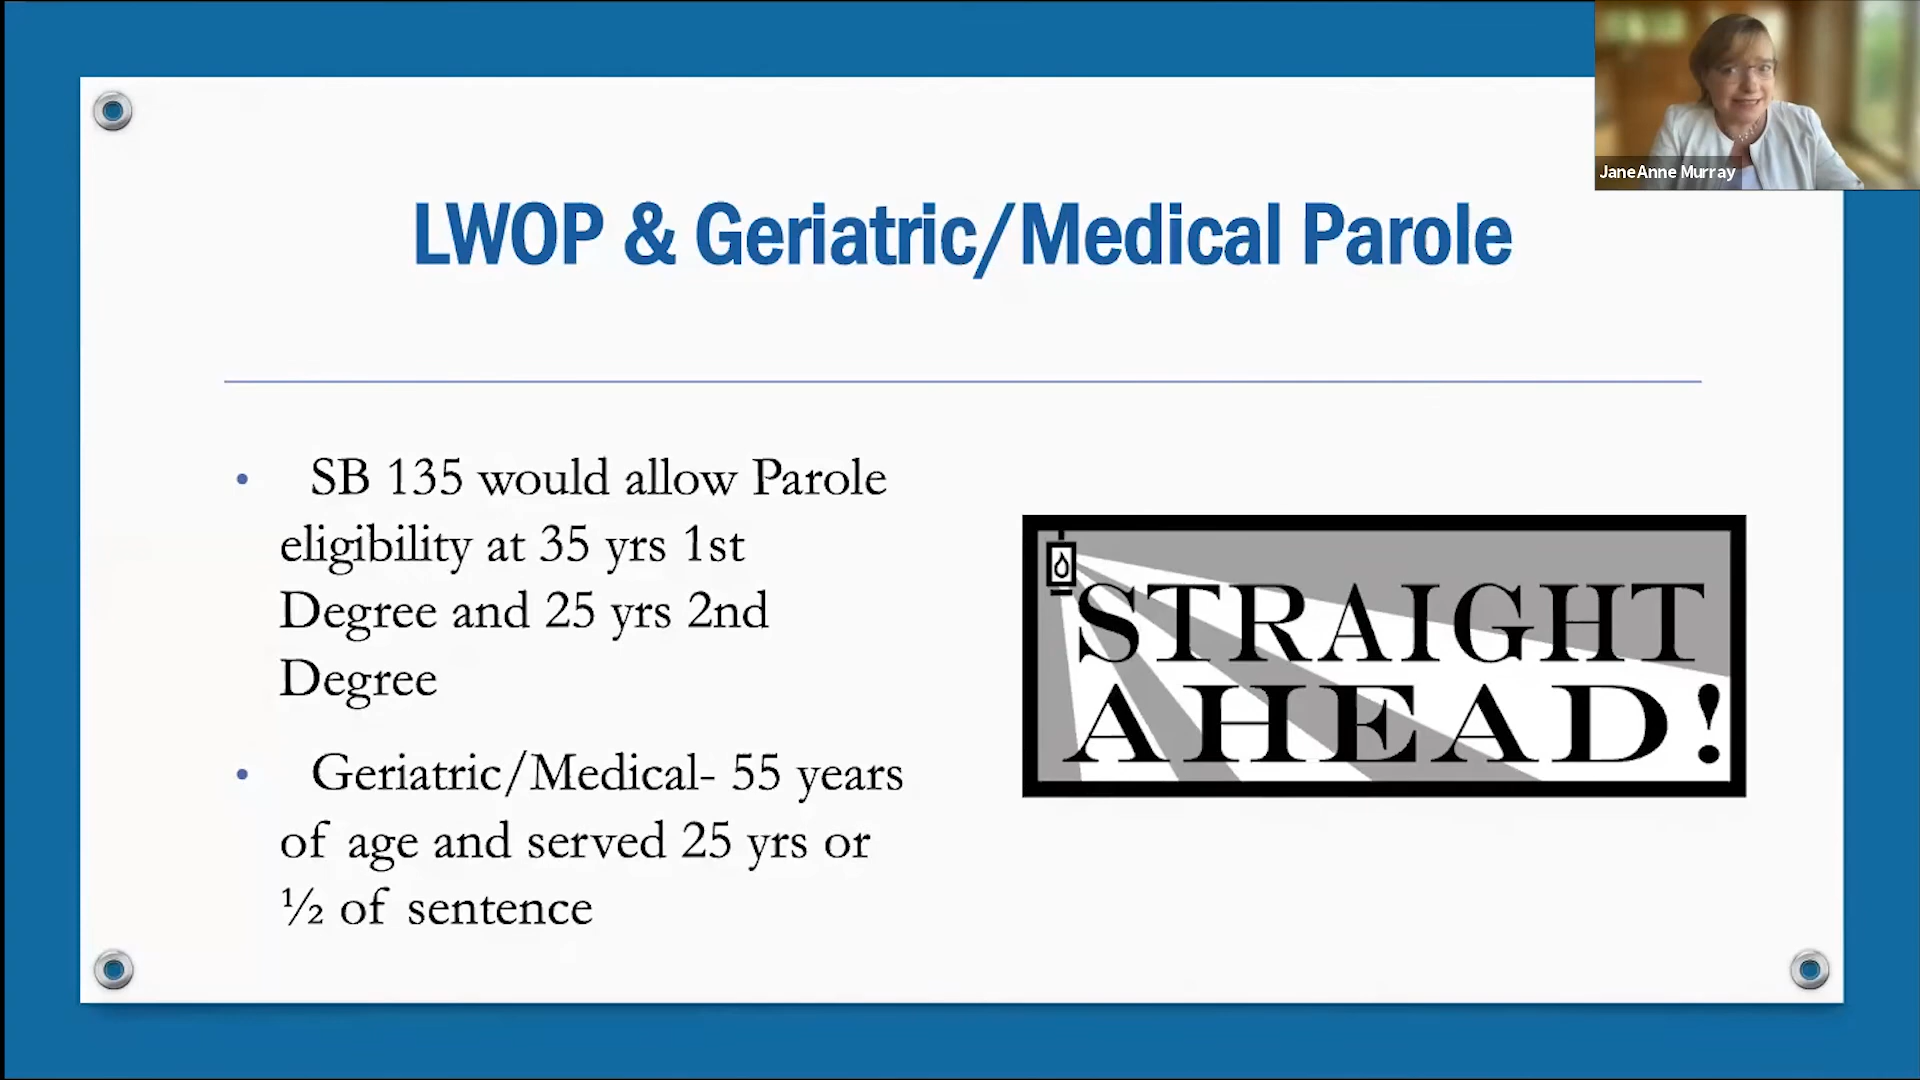 JaneAnne Murray
LWOP & Geriatric/Medical Parole
• SB 135 would allow Parole
eligibility at 35 yrs 1st
Degree and 25 yrs 2nd
Degree
• Geriatric/Medical- 55 years
of age and served 25 yrs or
½ of sentence
STRAIGHT
AHEAD!